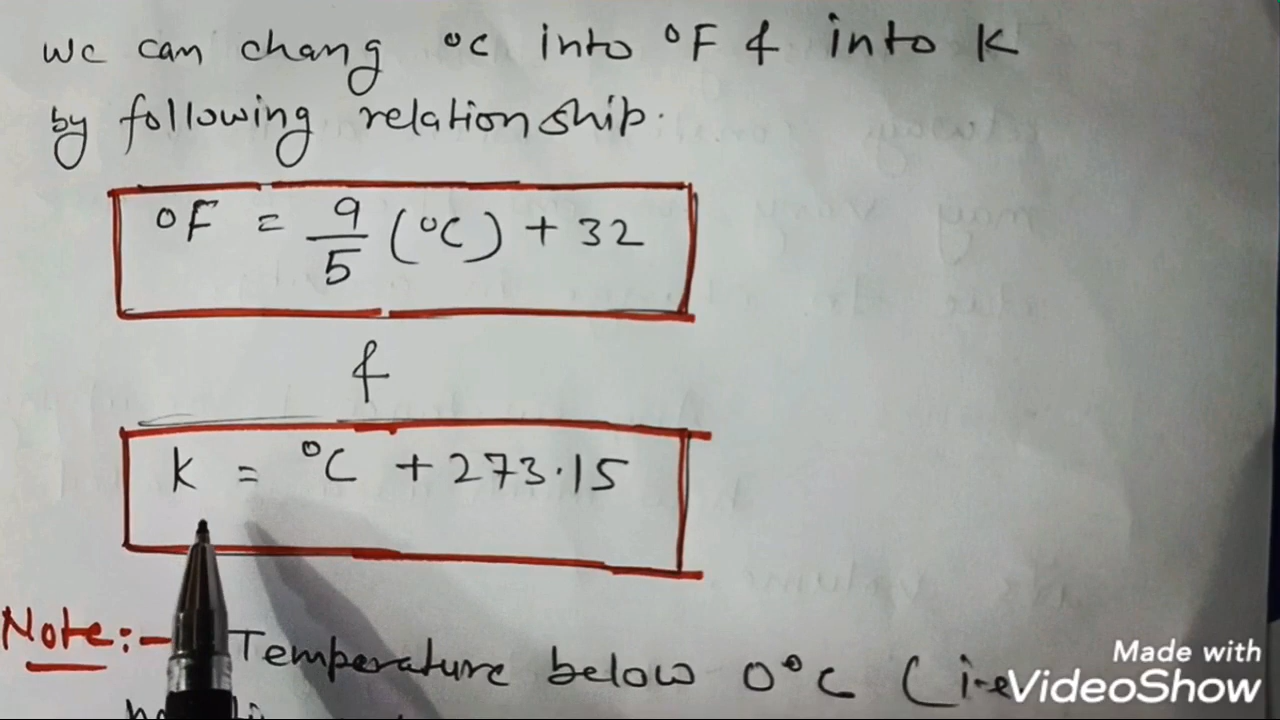 we can chang °C into °F & into K
by following relationship.
°F = 9/5 (°C) + 32
&
K = °C + 273.15
Note:- Temperature below 0°C (i.e
Made with
VideoShow